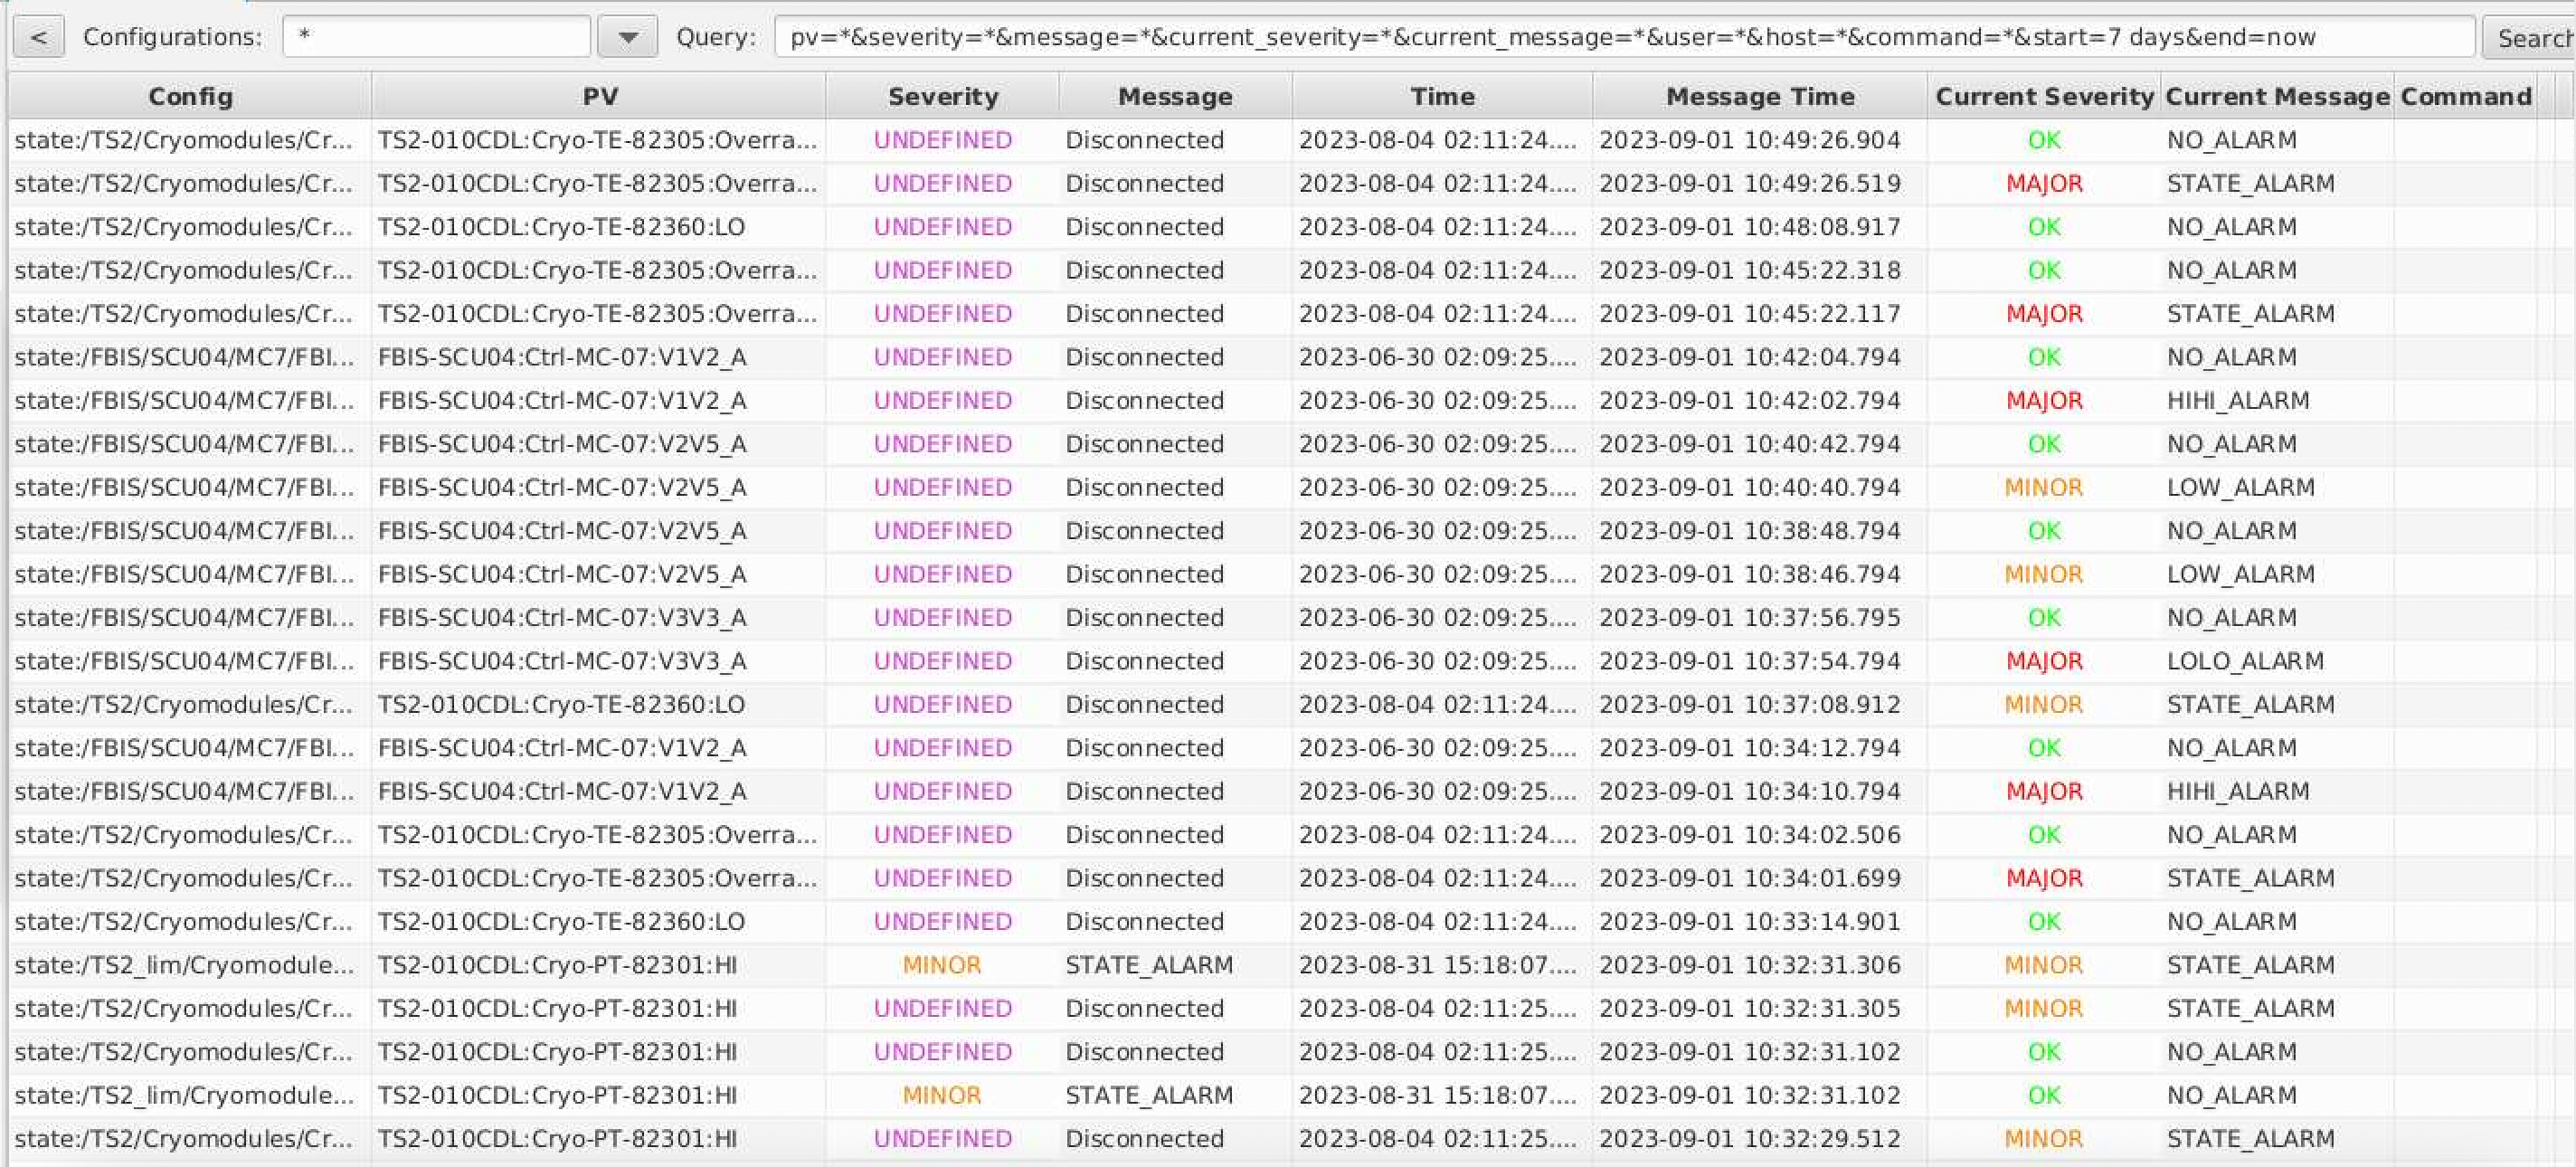 < Configurations: * Query: pv=*&severity=*&message=*&current_severity=*&current_message=*&user=*&host=*&command=*&start=7 days&end=now Search
Config PV Severity Message Time Message Time Current Severity Current Message Command
state:/TS2/Cryomodules/Cr... TS2-010CDL:Cryo-TE-82305:Overra... UNDEFINED Disconnected 2023-08-04 02:11:24.... 2023-09-01 10:49:26.904 OK NO_ALARM
state:/TS2/Cryomodules/Cr... TS2-010CDL:Cryo-TE-82305:Overra... UNDEFINED Disconnected 2023-08-04 02:11:24.... 2023-09-01 10:49:26.519 MAJOR STATE_ALARM
state:/TS2/Cryomodules/Cr... TS2-010CDL:Cryo-TE-82360:LO UNDEFINED Disconnected 2023-08-04 02:11:24.... 2023-09-01 10:48:08.917 OK NO_ALARM
state:/TS2/Cryomodules/Cr... TS2-010CDL:Cryo-TE-82305:Overra... UNDEFINED Disconnected 2023-08-04 02:11:24.... 2023-09-01 10:45:22.318 OK NO_ALARM
state:/TS2/Cryomodules/Cr... TS2-010CDL:Cryo-TE-82305:Overra... UNDEFINED Disconnected 2023-08-04 02:11:24.... 2023-09-01 10:45:22.117 MAJOR STATE_ALARM
state:/FBIS/SCU04/MC7/FBI... FBIS-SCU04:Ctrl-MC-07:V1V2_A UNDEFINED Disconnected 2023-06-30 02:09:25.... 2023-09-01 10:42:04.794 OK NO_ALARM
state:/FBIS/SCU04/MC7/FBI... FBIS-SCU04:Ctrl-MC-07:V1V2_A UNDEFINED Disconnected 2023-06-30 02:09:25.... 2023-09-01 10:42:02.794 MAJOR HIHI_ALARM
state:/FBIS/SCU04/MC7/FBI... FBIS-SCU04:Ctrl-MC-07:V2V5_A UNDEFINED Disconnected 2023-06-30 02:09:25.... 2023-09-01 10:40:42.794 OK NO_ALARM
state:/FBIS/SCU04/MC7/FBI... FBIS-SCU04:Ctrl-MC-07:V2V5_A UNDEFINED Disconnected 2023-06-30 02:09:25.... 2023-09-01 10:40:40.794 MINOR LOW_ALARM
state:/FBIS/SCU04/MC7/FBI... FBIS-SCU04:Ctrl-MC-07:V2V5_A UNDEFINED Disconnected 2023-06-30 02:09:25.... 2023-09-01 10:38:48.794 OK NO_ALARM
state:/FBIS/SCU04/MC7/FBI... FBIS-SCU04:Ctrl-MC-07:V2V5_A UNDEFINED Disconnected 2023-06-30 02:09:25.... 2023-09-01 10:38:46.794 MINOR LOW_ALARM
state:/FBIS/SCU04/MC7/FBI... FBIS-SCU04:Ctrl-MC-07:V3V3_A UNDEFINED Disconnected 2023-06-30 02:09:25.... 2023-09-01 10:37:56.795 OK NO_ALARM
state:/FBIS/SCU04/MC7/FBI... FBIS-SCU04:Ctrl-MC-07:V3V3_A UNDEFINED Disconnected 2023-06-30 02:09:25.... 2023-09-01 10:37:54.794 MAJOR LOLO_ALARM
state:/TS2/Cryomodules/Cr... TS2-010CDL:Cryo-TE-82360:LO UNDEFINED Disconnected 2023-08-04 02:11:24.... 2023-09-01 10:37:08.912 MINOR STATE_ALARM
state:/FBIS/SCU04/MC7/FBI... FBIS-SCU04:Ctrl-MC-07:V1V2_A UNDEFINED Disconnected 2023-06-30 02:09:25.... 2023-09-01 10:34:12.794 OK NO_ALARM
state:/FBIS/SCU04/MC7/FBI... FBIS-SCU04:Ctrl-MC-07:V1V2_A UNDEFINED Disconnected 2023-06-30 02:09:25.... 2023-09-01 10:34:10.794 MAJOR HIHI_ALARM
state:/TS2/Cryomodules/Cr... TS2-010CDL:Cryo-TE-82305:Overra... UNDEFINED Disconnected 2023-08-04 02:11:24.... 2023-09-01 10:34:02.506 OK NO_ALARM
state:/TS2/Cryomodules/Cr... TS2-010CDL:Cryo-TE-82305:Overra... UNDEFINED Disconnected 2023-08-04 02:11:24.... 2023-09-01 10:34:01.699 MAJOR STATE_ALARM
state:/TS2/Cryomodules/Cr... TS2-010CDL:Cryo-TE-82360:LO UNDEFINED Disconnected 2023-08-04 02:11:24.... 2023-09-01 10:33:14.901 OK NO_ALARM
state:/TS2_lim/Cryomodule... TS2-010CDL:Cryo-PT-82301:HI MINOR STATE_ALARM 2023-08-31 15:18:07.... 2023-09-01 10:32:31.306 MINOR STATE_ALARM
state:/TS2/Cryomodules/Cr... TS2-010CDL:Cryo-PT-82301:HI UNDEFINED Disconnected 2023-08-04 02:11:25.... 2023-09-01 10:32:31.305 MINOR STATE_ALARM
state:/TS2/Cryomodules/Cr... TS2-010CDL:Cryo-PT-82301:HI UNDEFINED Disconnected 2023-08-04 02:11:25.... 2023-09-01 10:32:31.102 OK NO_ALARM
state:/TS2_lim/Cryomodule... TS2-010CDL:Cryo-PT-82301:HI MINOR STATE_ALARM 2023-08-31 15:18:07.... 2023-09-01 10:32:31.102 OK NO_ALARM
state:/TS2/Cryomodules/Cr... TS2-010CDL:Cryo-PT-82301:HI UNDEFINED Disconnected 2023-08-04 02:11:25.... 2023-09-01 10:32:29.512 MINOR STATE_ALARM